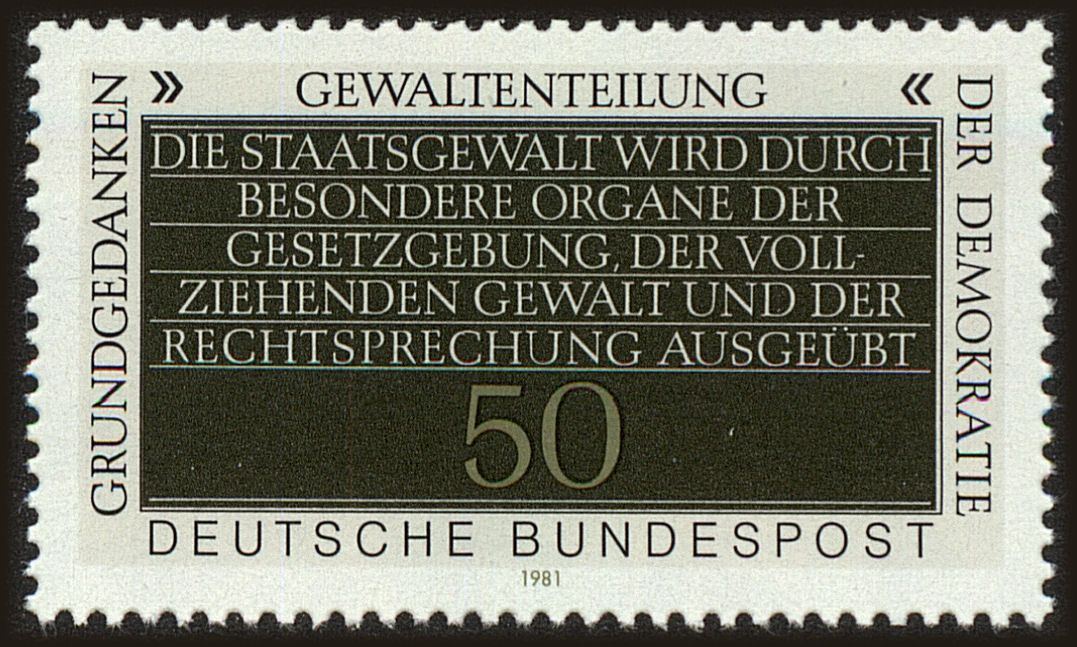 » GEWALTENTEILUNG «
GRUNDGEDANKEN
DER DEMOKRATIE
DIE STAATSGEWALT WIRD DURCH
BESONDERE ORGANE DER
GESETZGEBUNG, DER VOLL-
ZIEHENDEN GEWALT UND DER
RECHTSPRECHUNG AUSGEÜBT
50
DEUTSCHE BUNDESPOST
1981